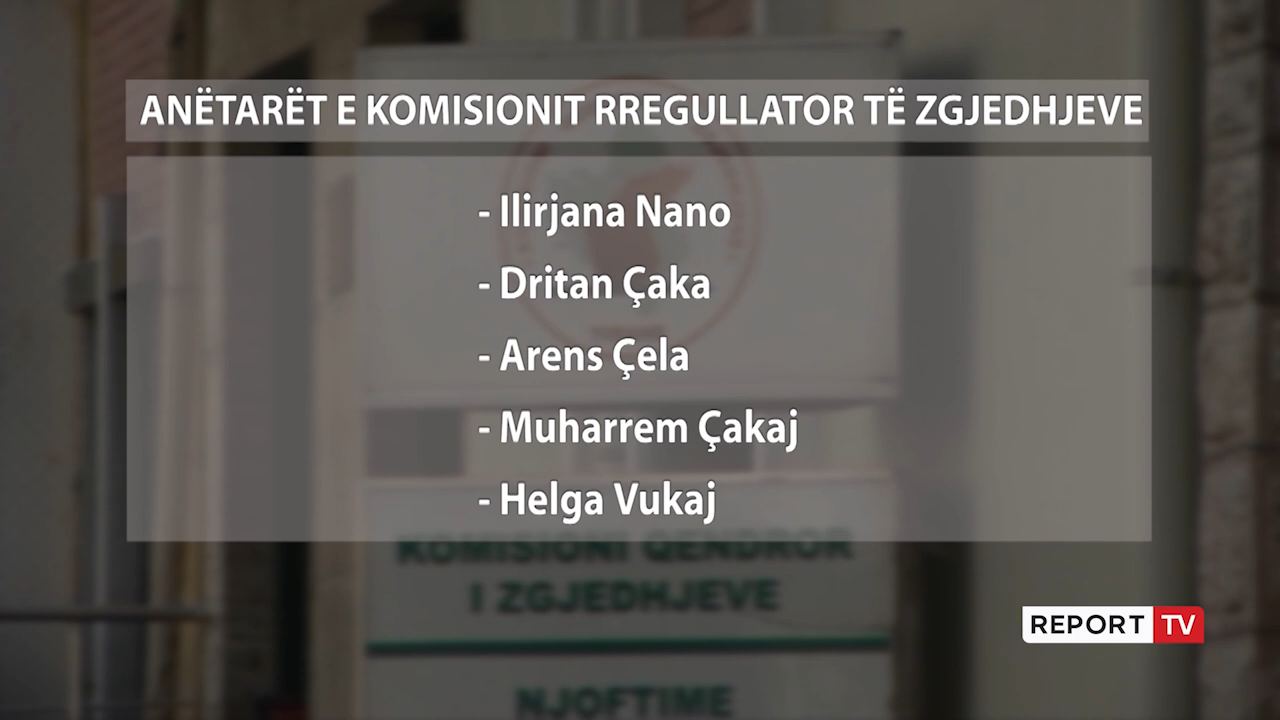 ANËTARËT E KOMISIONIT RREGULLATOR TË ZGJEDHJEVE
- Ilirjana Nano
- Dritan Çaka
- Arens Çela
- Muharrem Çakaj
- Helga Vukaj
KOMISIONI QENDROR
I ZGJEDHJEVE
REPORT TV
NJOFTIME